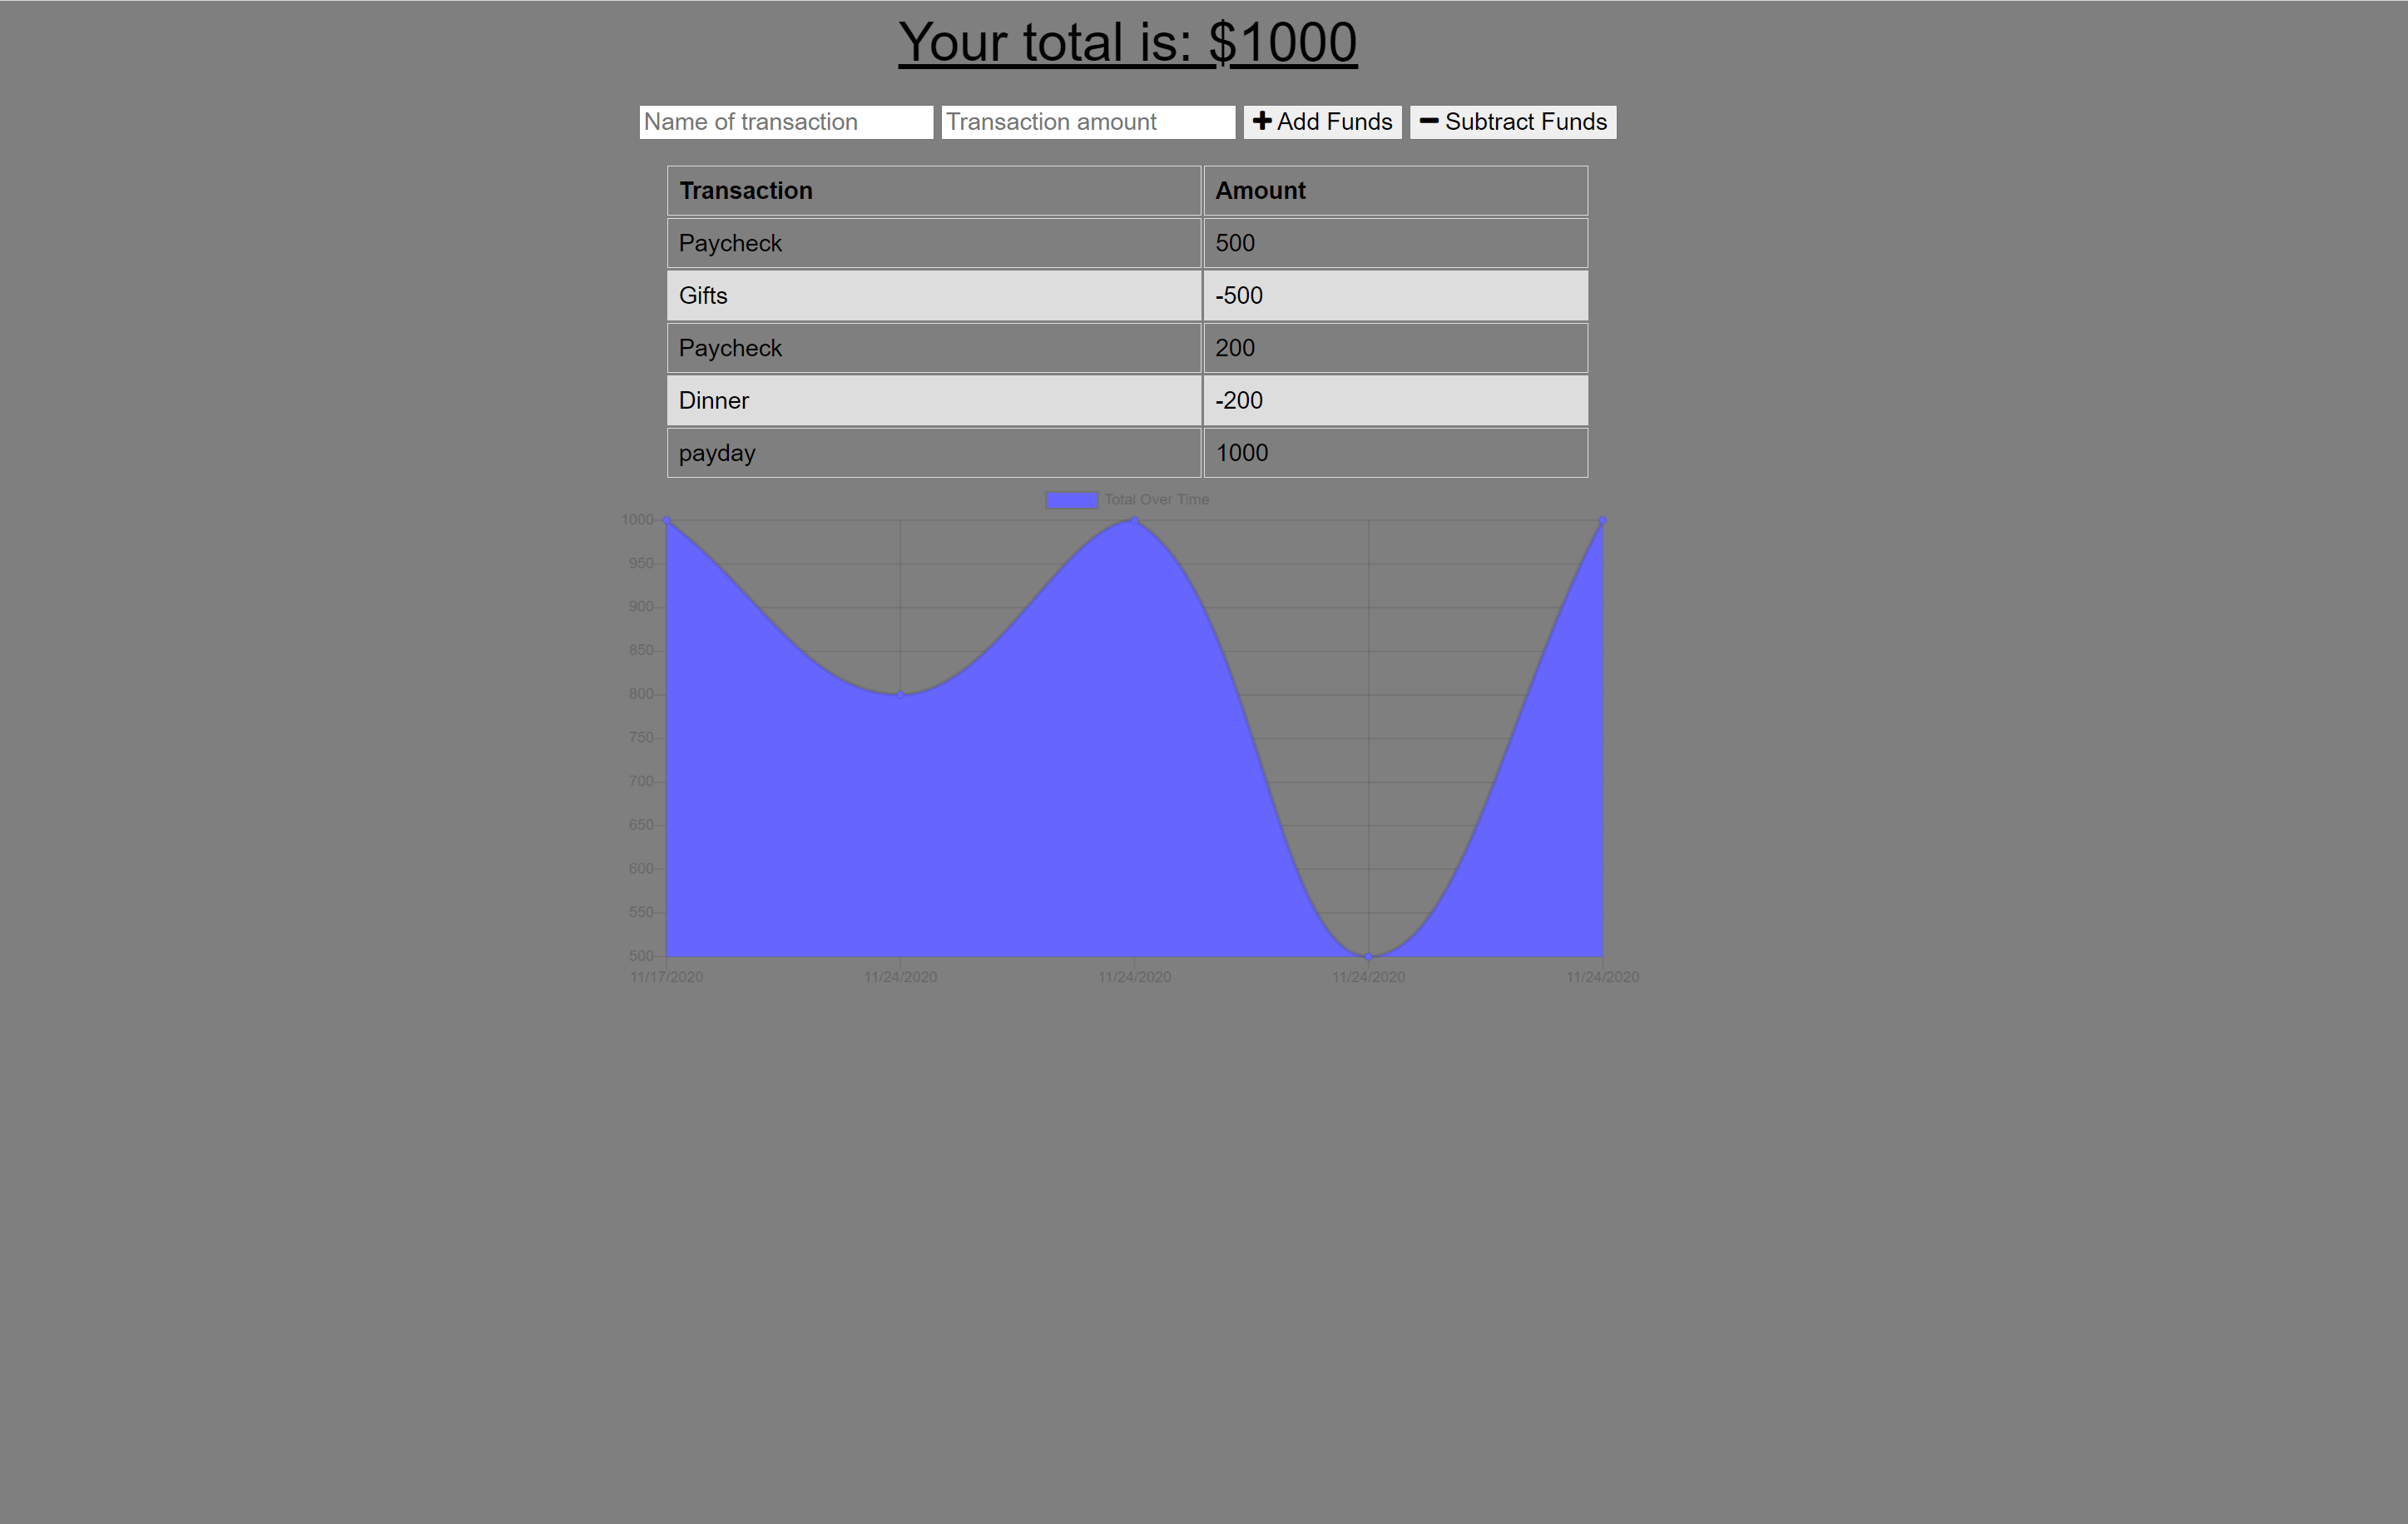 Your total is: $1000
Name of transaction Transaction amount Add Funds Subtract Funds
Transaction Amount
Paycheck 500
Gifts -500
Paycheck 200
Dinner -200
payday 1000
Total Over Time
1000
950
900
850
800
750
700
650
600
550
500
11/17/2020 11/24/2020 11/24/2020 11/24/2020 11/24/2020